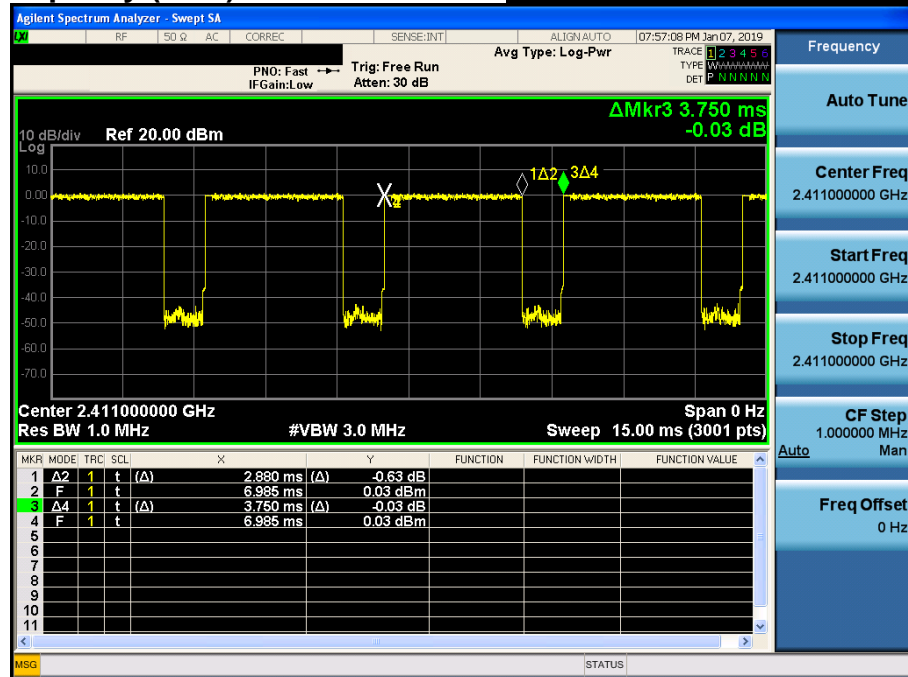 Agilent Spectrum Analyzer - Swept SA
LXI RF 50 Ω AC CORREC SENSE:INT ALIGN AUTO 07:57:08 PM Jan 07, 2019
PNO: Fast
IFGain:Low
Trig: Free Run
Atten: 30 dB
Avg Type: Log-Pwr
TRACE 1 2 3 4 5 6
TYPE WWWWWW
DET P N N N N N
ΔMkr3 3.750 ms
-0.03 dB
10 dB/div Ref 20.00 dBm
Log
10.0
0.00
-10.0
-20.0
-30.0
-40.0
-50.0
-60.0
-70.0
1Δ2 3Δ4
Center 2.411000000 GHz Span 0 Hz
Res BW 1.0 MHz #VBW 3.0 MHz Sweep 15.00 ms (3001 pts)
MKR MODE TRC SCL X Y FUNCTION FUNCTION WIDTH FUNCTION VALUE
1 Δ2 1 t (Δ) 2.880 ms (Δ) -0.63 dB
2 F 1 t 6.985 ms 0.03 dBm
3 Δ4 1 t (Δ) 3.750 ms (Δ) -0.03 dB
4 F 1 t 6.985 ms 0.03 dBm
5
6
7
8
9
10
11
MSG STATUS
Frequency
Auto Tune
Center Freq
2.411000000 GHz
Start Freq
2.411000000 GHz
Stop Freq
2.411000000 GHz
CF Step
1.000000 MHz
Auto Man
Freq Offset
0 Hz